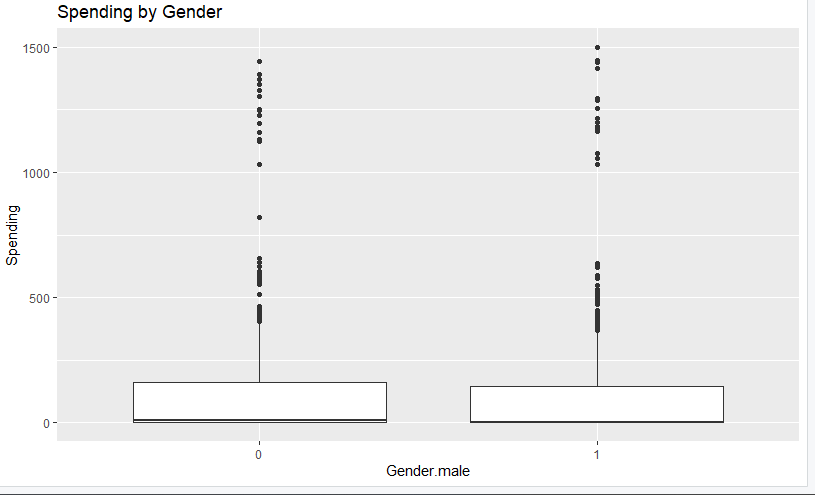 Spending by Gender
1500
1000
500
0
Spending
0 1
Gender.male